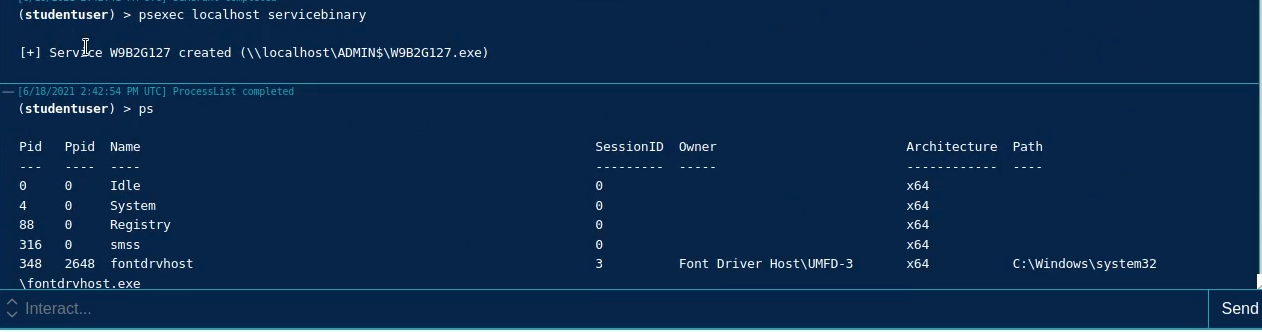 (studentuser) > psexec localhost servicebinary
[+] Service W9B2G127 created (\\localhost\ADMIN$\W9B2G127.exe)
[6/18/2021 2:42:54 PM UTC] ProcessList completed
(studentuser) > ps
Pid Ppid Name SessionID Owner Architecture Path
--- ---- ---- --------- ----- ------------ ----
0 0 Idle 0 x64
4 0 System 0 x64
88 0 Registry 0 x64
316 0 smss 0 x64
348 2648 fontdrvhost 3 Font Driver Host\UMFD-3 x64 C:\Windows\system32
\fontdrvhost.exe
Interact...
Send